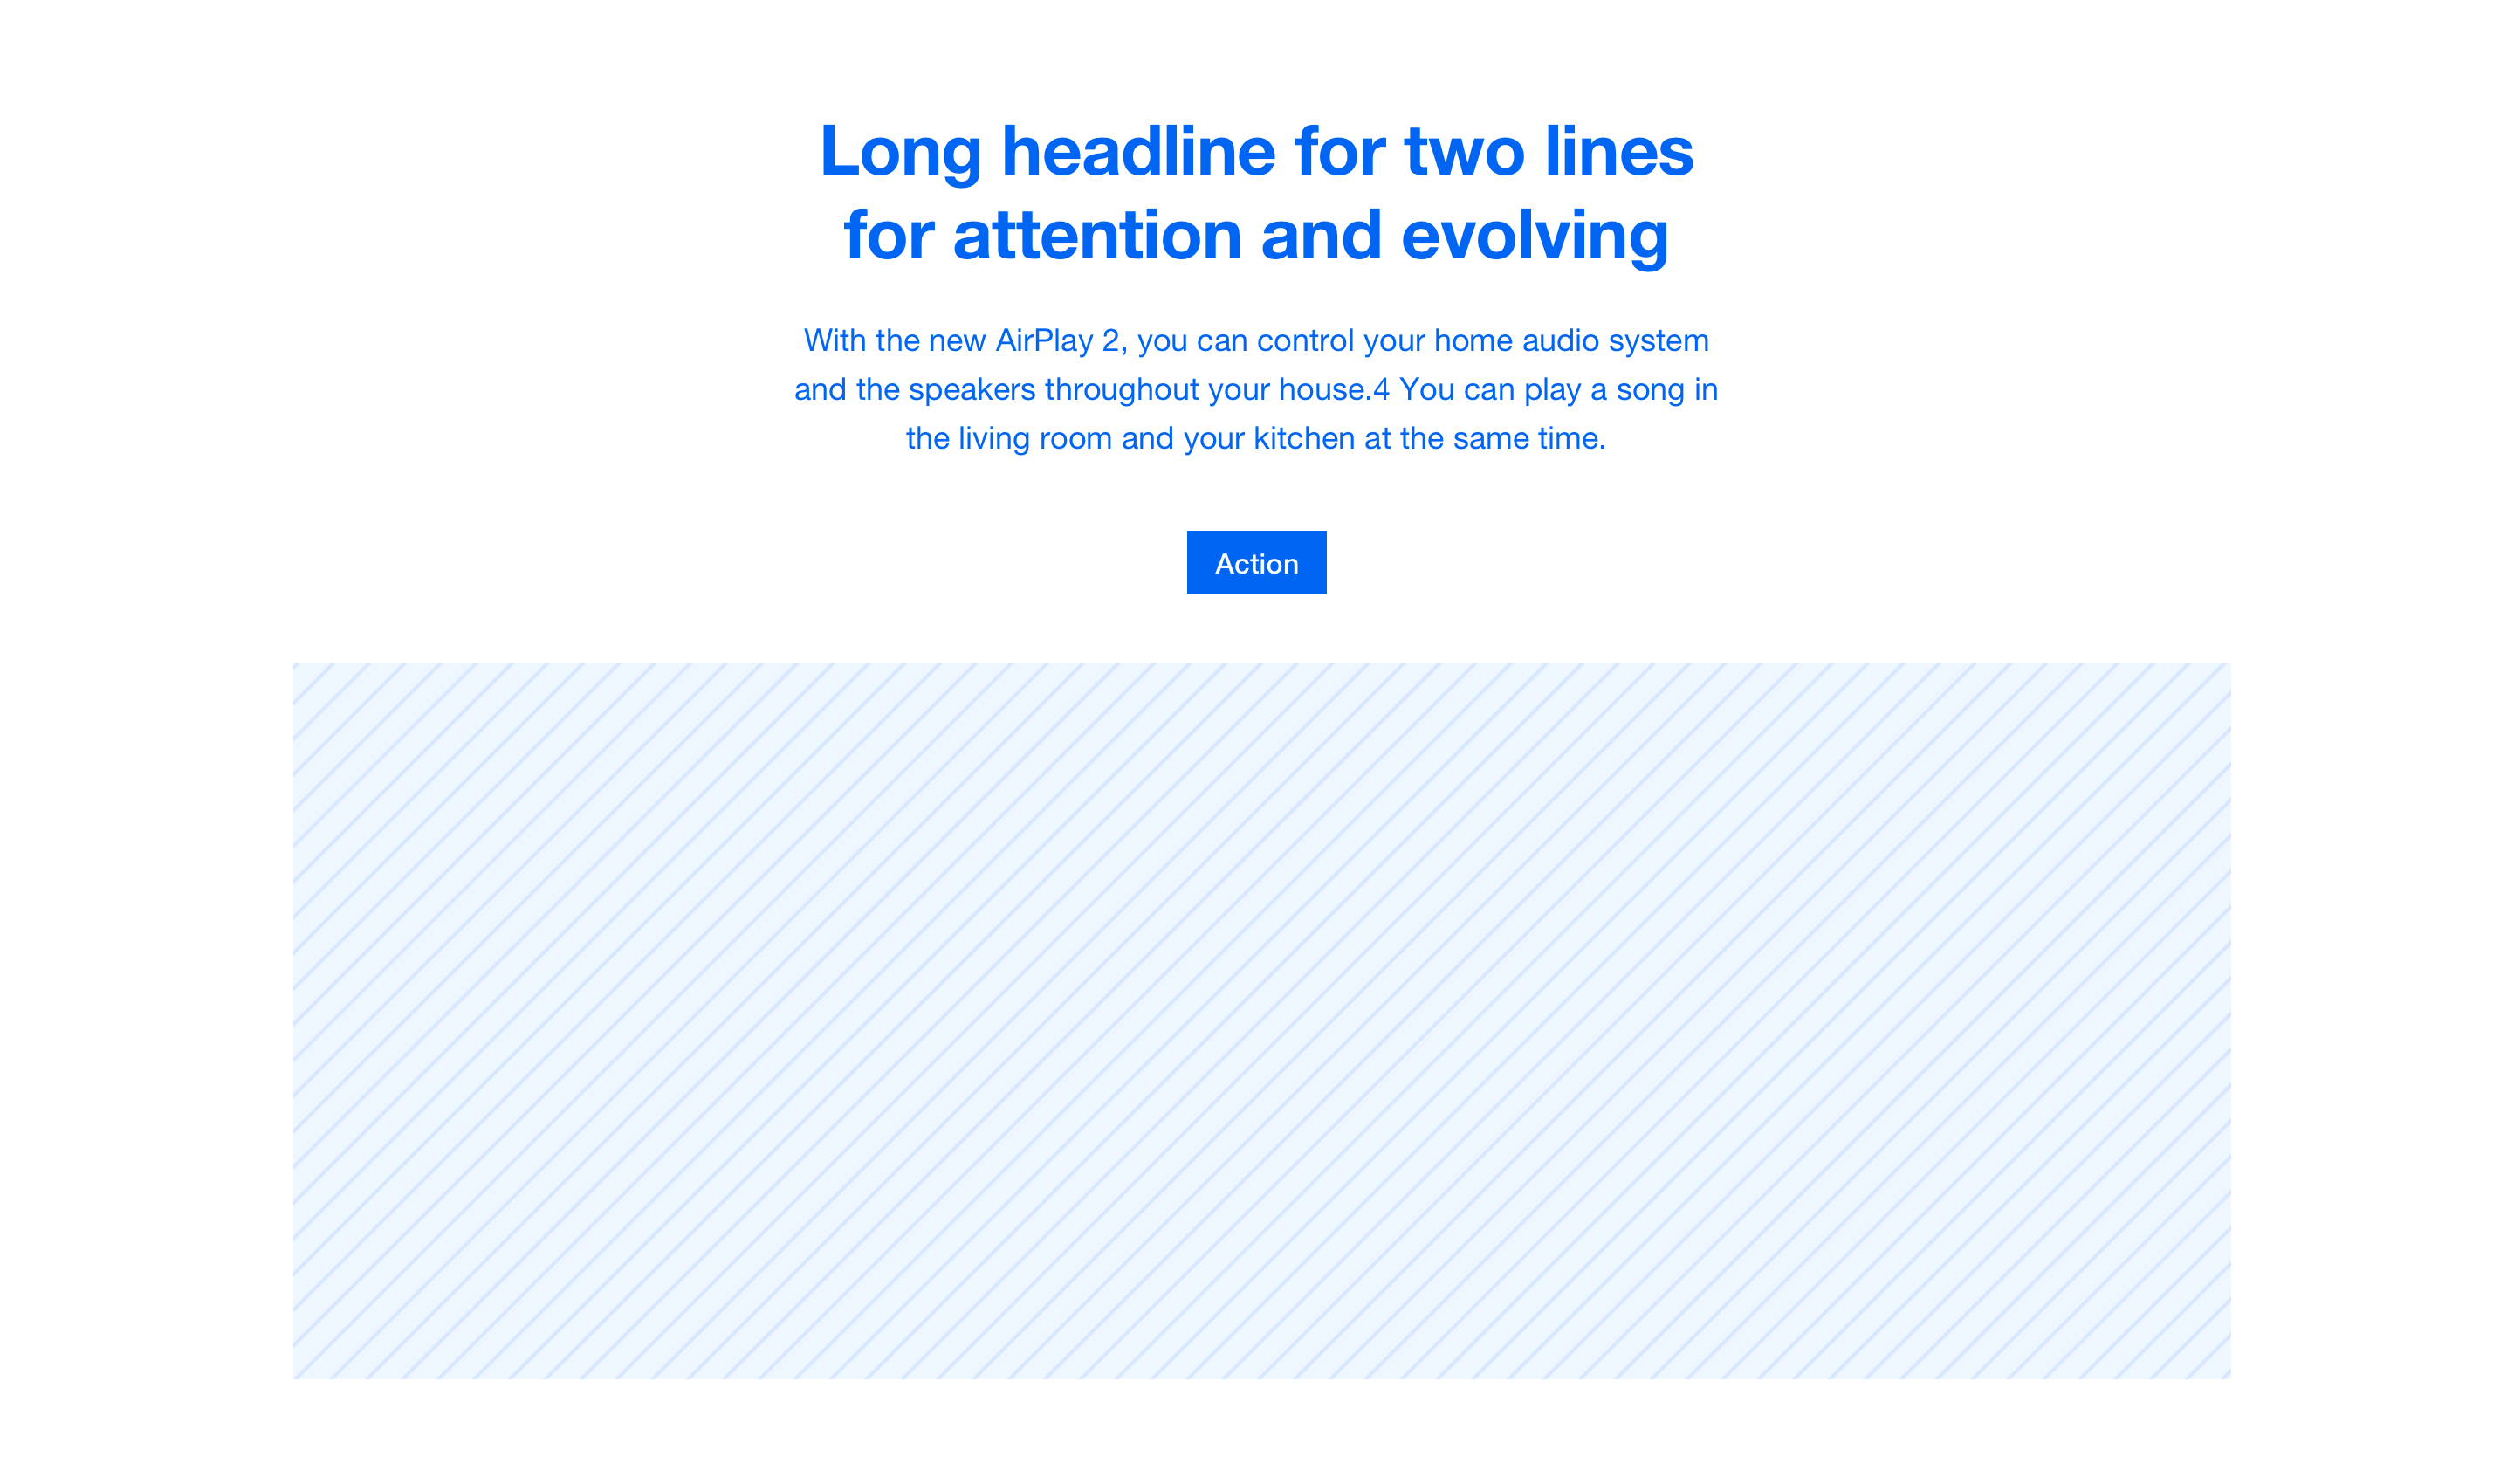 Long headline for two lines
for attention and evolving
With the new AirPlay 2, you can control your home audio system
and the speakers throughout your house.4 You can play a song in
the living room and your kitchen at the same time.
Action